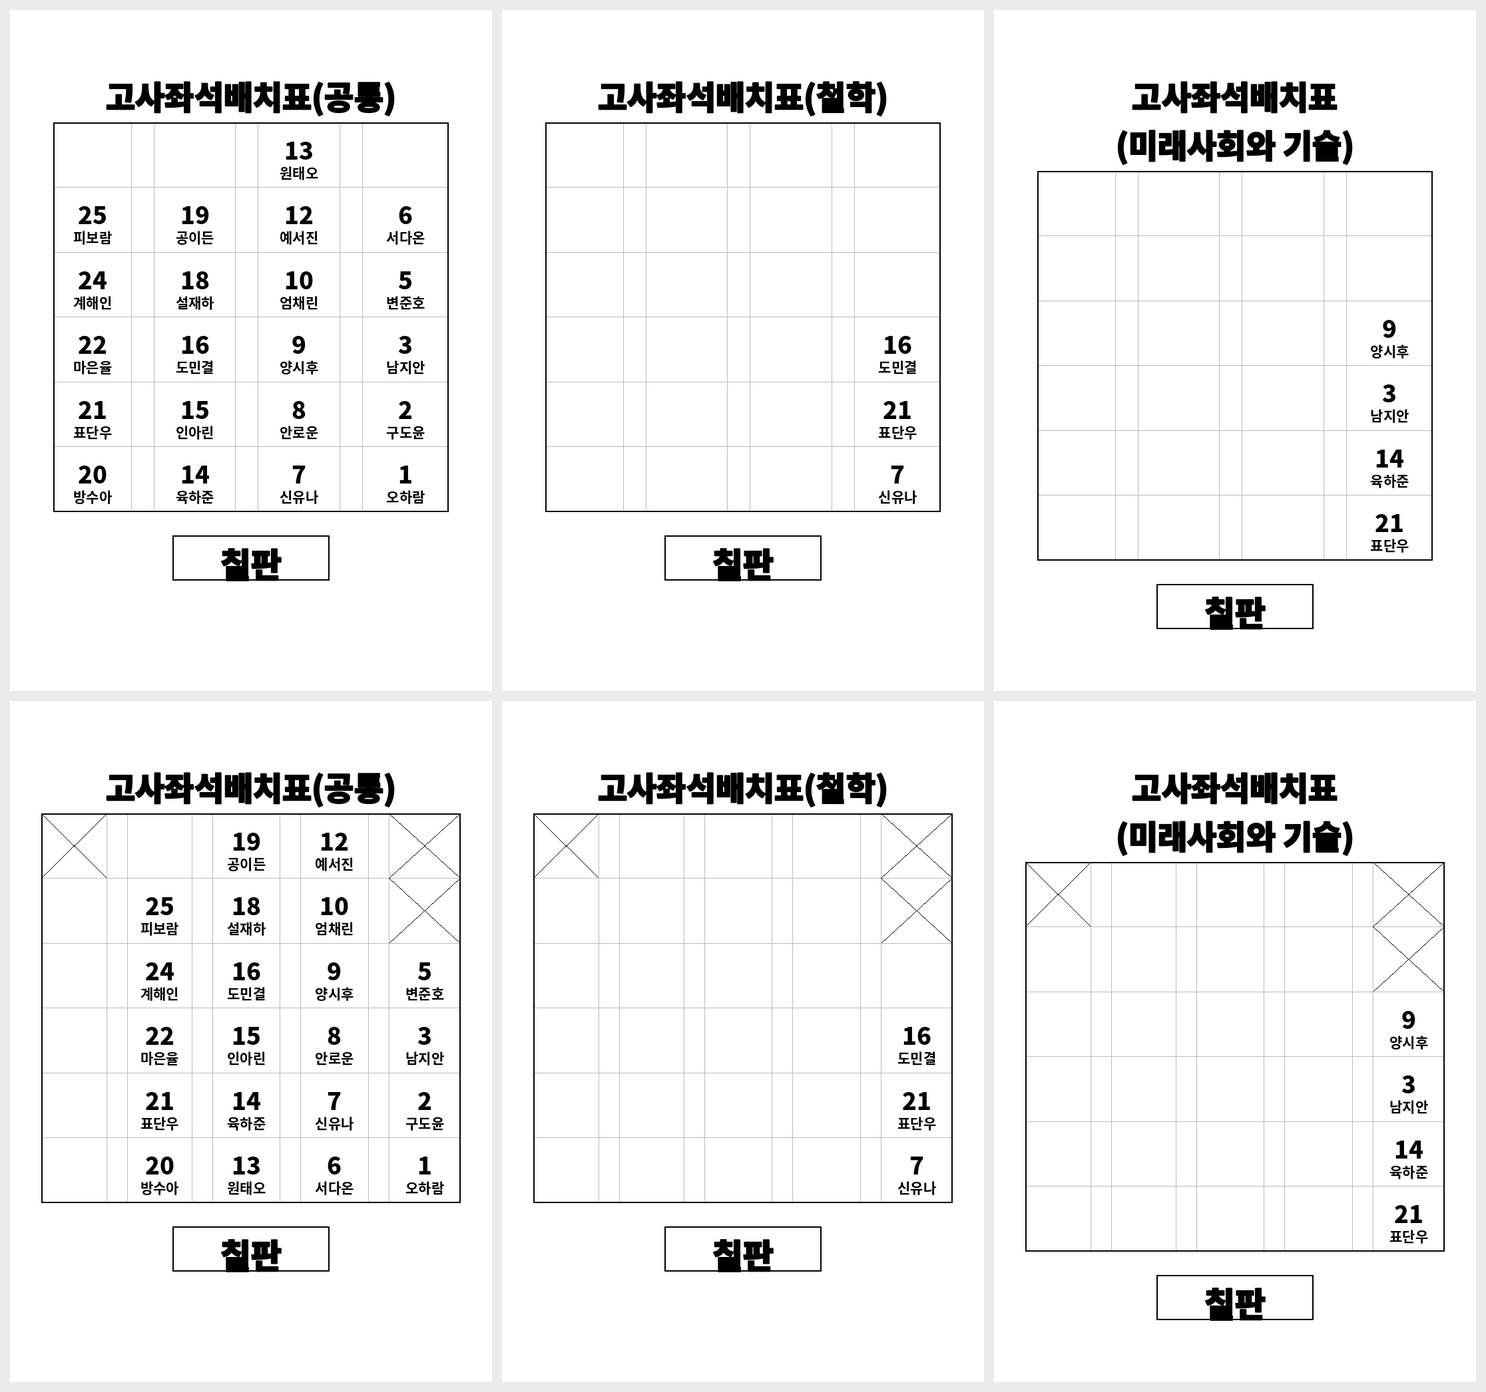 고사좌석배치표(공통)
13
원태오
25 19 12 6
피보람 공이든 예서진 서다온
24 18 10 5
계해인 설재하 엄채린 변준호
22 16 9 3
마은율 도민결 양시후 남지안
21 15 8 2
표단우 인아린 안로운 구도윤
20 14 7 1
방수아 육하준 신유나 오하람
칠판
고사좌석배치표(철학)
16
도민결
21
표단우
7
신유나
칠판
고사좌석배치표
(미래사회와 기술)
9
양시후
3
남지안
14
육하준
21
표단우
칠판
고사좌석배치표(공통)
19 12
공이든 예서진
25 18 10
피보람 설재하 엄채린
24 16 9 5
계해인 도민결 양시후 변준호
22 15 8 3
마은율 인아린 안로운 남지안
21 14 7 2
표단우 육하준 신유나 구도윤
20 13 6 1
방수아 원태오 서다온 오하람
칠판
고사좌석배치표(철학)
16
도민결
21
표단우
7
신유나
칠판
고사좌석배치표
(미래사회와 기술)
9
양시후
3
남지안
14
육하준
21
표단우
칠판